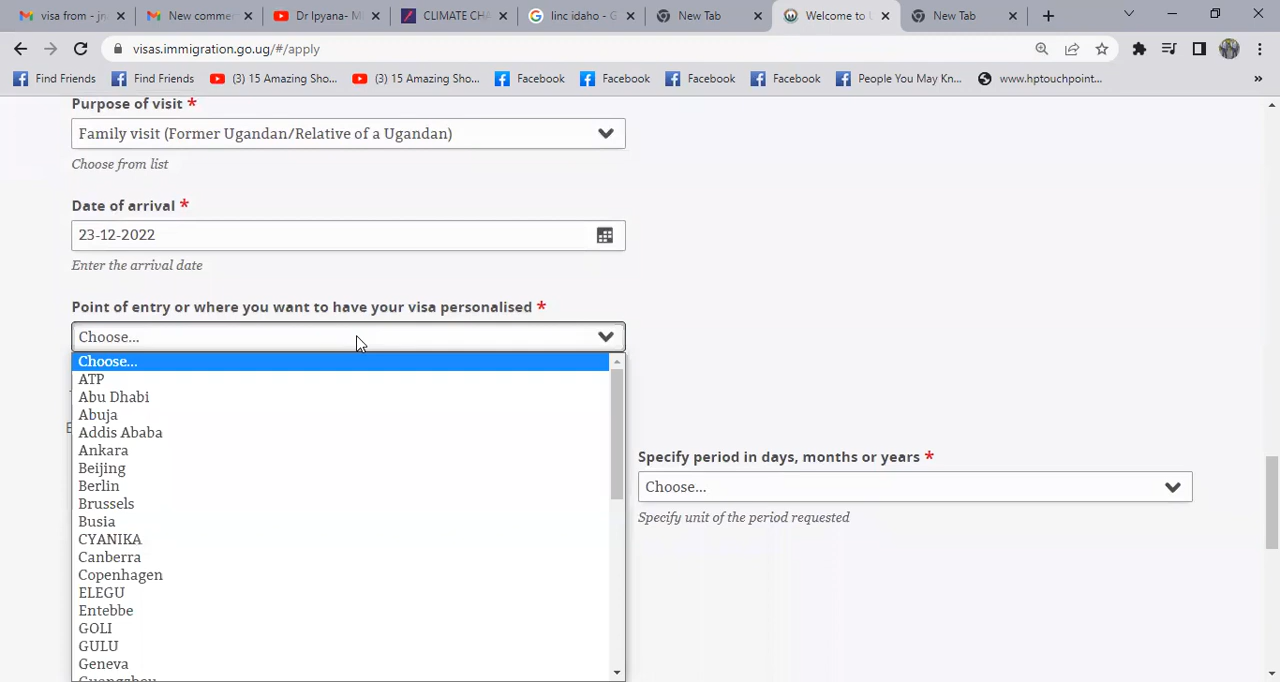 visa from - jn
New commer
Dr Ipyana- M
CLIMATE CHA
linc idaho - G
New Tab
Welcome to U
New Tab
visas.immigration.go.ug/#/apply
Find Friends
Find Friends
(3) 15 Amazing Sho...
(3) 15 Amazing Sho...
Facebook
Facebook
Facebook
Facebook
People You May Kn...
www.hptouchpoint...
»
Purpose of visit *
Family visit (Former Ugandan/Relative of a Ugandan)
Choose from list
Date of arrival *
23-12-2022
Enter the arrival date
Point of entry or where you want to have your visa personalised *
Choose...
Choose...
ATP
Abu Dhabi
Abuja
Addis Ababa
Ankara
Beijing
Berlin
Brussels
Busia
CYANIKA
Canberra
Copenhagen
ELEGU
Entebbe
GOLI
GULU
Geneva
Guangzhou
Specify period in days, months or years *
Choose...
Specify unit of the period requested